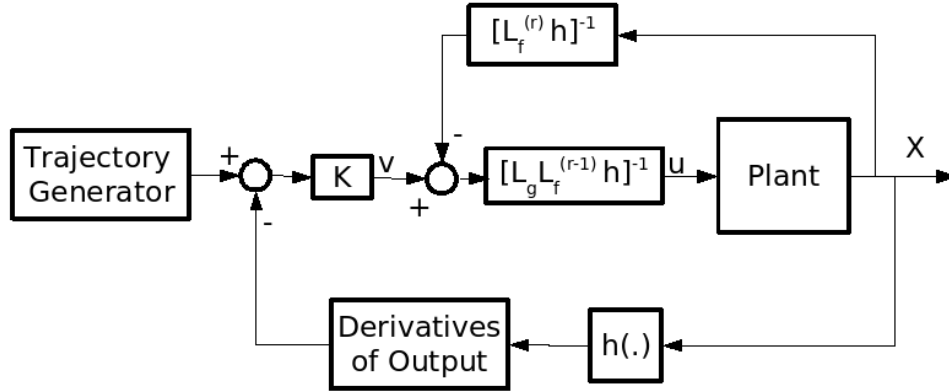 [L_f^(r) h]^-1
Trajectory
Generator
+
-
K
v
-
+
[L_g L_f^(r-1) h]^-1
u
Plant
X
Derivatives
of Output
h(.)